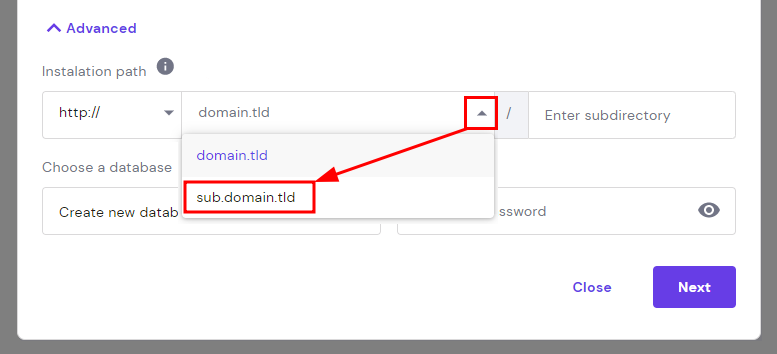 Advanced
Instalation path
http:// domain.tld / Enter subdirectory
domain.tld
Choose a database
sub.domain.tld
Create new datab ssword
Close Next